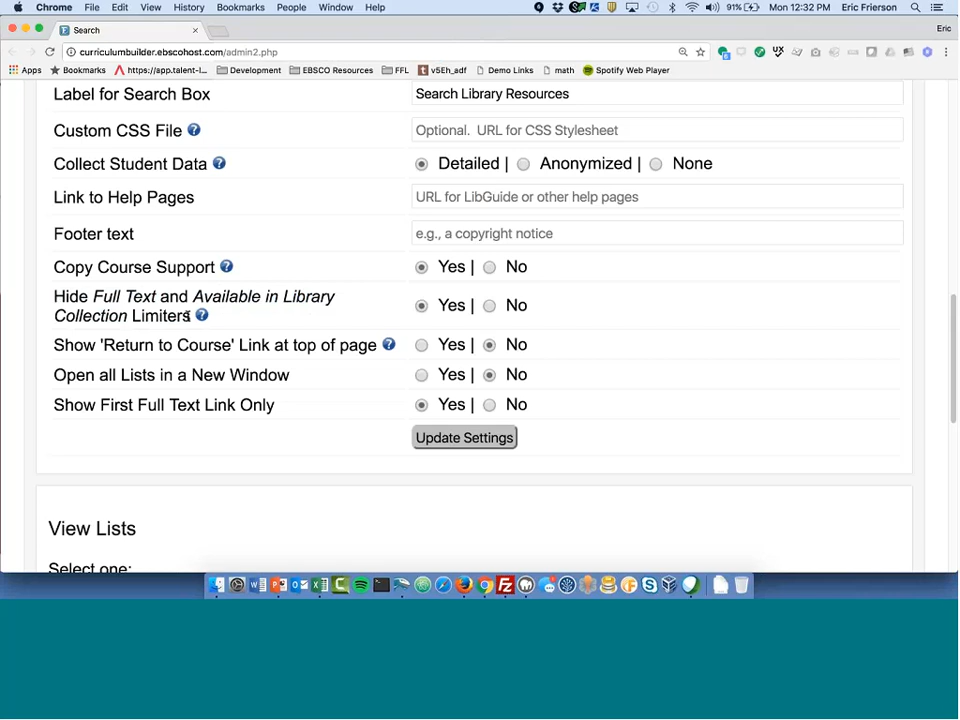 Chrome File Edit View History Bookmarks People Window Help 91% Mon 12:32 PM Eric Frierson
Search Eric
curriculumbuilder.ebscohost.com/admin2.php
Apps Bookmarks https://app.talent-l... Development EBSCO Resources FFL v5Eh_adf Demo Links math Spotify Web Player
Label for Search Box Search Library Resources
Custom CSS File Optional. URL for CSS Stylesheet
Collect Student Data Detailed | Anonymized | None
Link to Help Pages URL for LibGuide or other help pages
Footer text e.g., a copyright notice
Copy Course Support Yes | No
Hide Full Text and Available in Library
Collection Limiters Yes | No
Show 'Return to Course' Link at top of page Yes | No
Open all Lists in a New Window Yes | No
Show First Full Text Link Only Yes | No
Update Settings
View Lists
Select one: